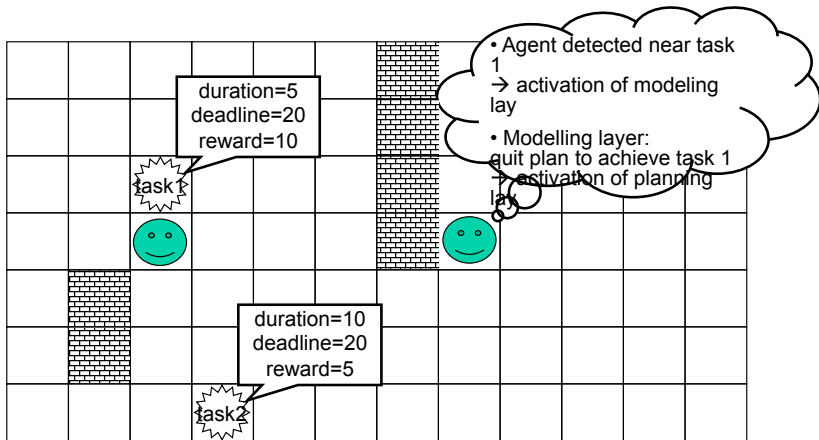 duration=5
deadline=20
reward=10
task1
• Agent detected near task
1
→ activation of modeling
lay
• Modelling layer:
quit plan to achieve task 1
→ activation of planning
lay
duration=10
deadline=20
reward=5
task2